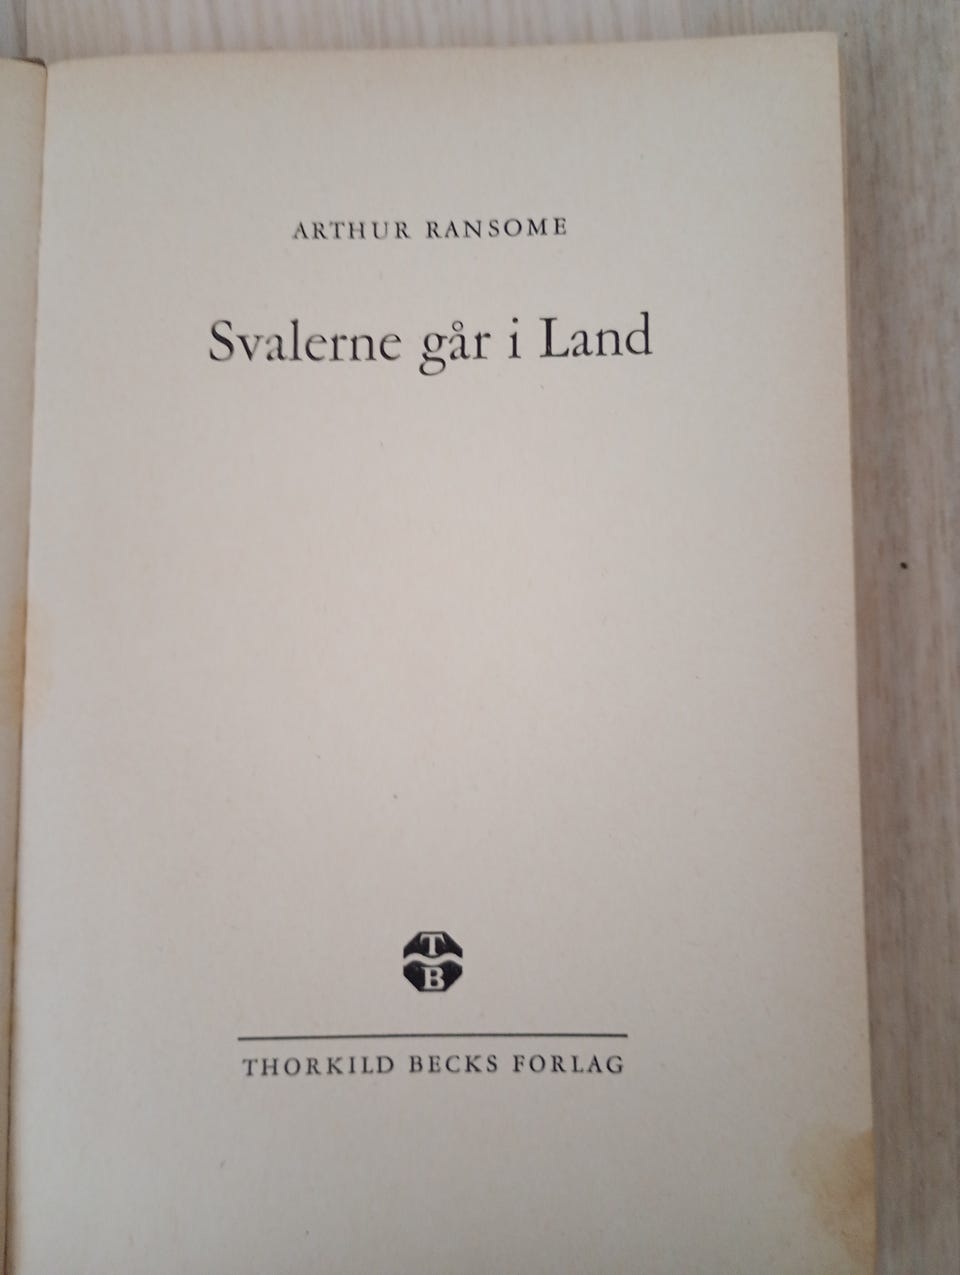 ARTHUR RANSOME
Svalerne går i Land
T
B
THORKILD BECKS FORLAG